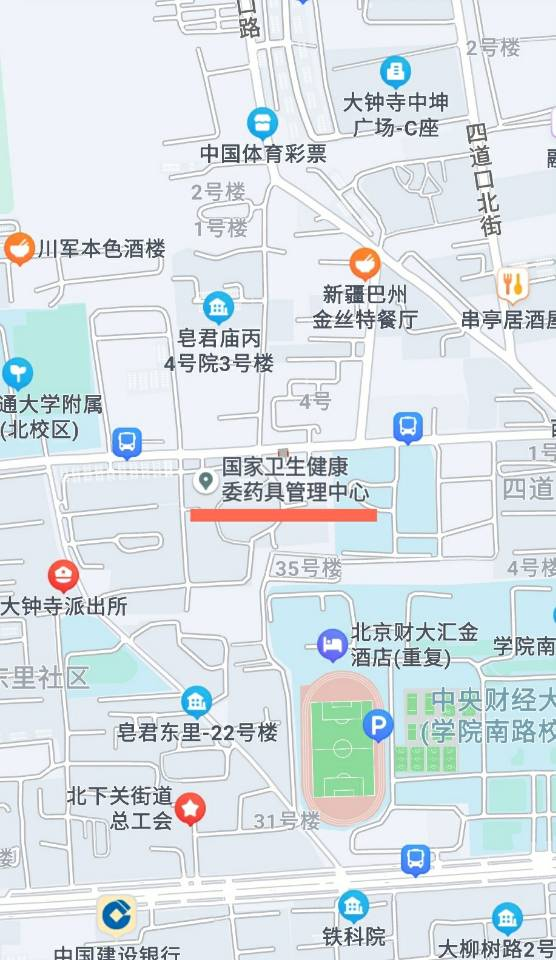 口路
2号楼
大钟寺中坤
广场-C座
中国体育彩票
四道口北街
融
2号楼
1号楼
川军本色酒楼
新疆巴州
金丝特餐厅
串亭居酒屋
皂君庙丙
4号院3号楼
通大学附属
(北校区)
4号
西
1号
国家卫生健康
委药具管理中心
四道
35号楼
4号楼
大钟寺派出所
北京财大汇金
酒店(重复)
学院南
东里社区
中央财经大
(学院南路校
皂君东里-22号楼
P
北下关街道
总工会
31号楼
楼
中国建设银行
铁科院
大柳树路2号